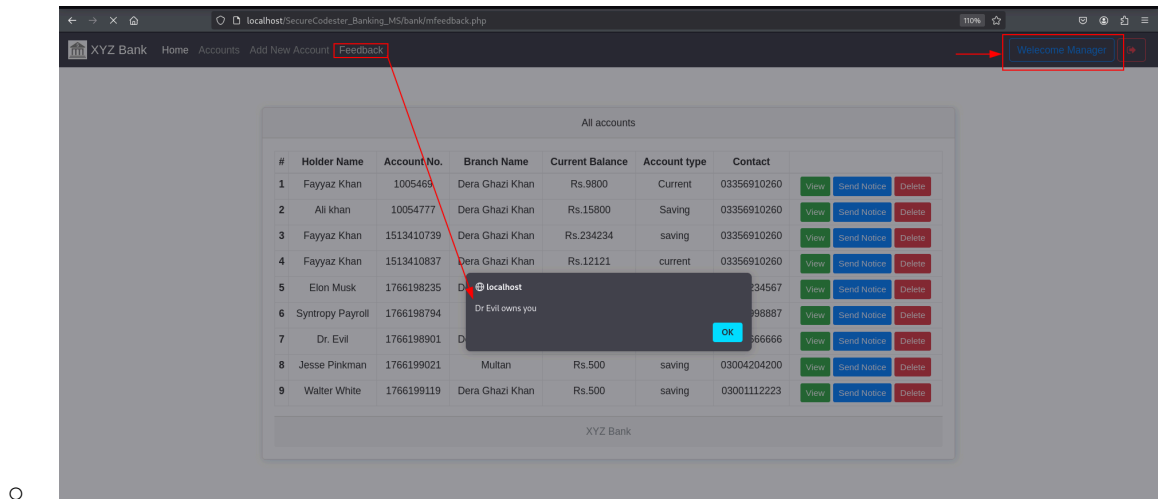 localhost/SecureCodester_Banking_MS/bank/mfeedback.php 110%
XYZ Bank Home Accounts Add New Account Feedback Welecome Manager
All accounts
# Holder Name Account No. Branch Name Current Balance Account type Contact
1 Fayyaz Khan 1005469 Dera Ghazi Khan Rs.9800 Current 03356910260 View Send Notice Delete
2 Ali khan 10054777 Dera Ghazi Khan Rs.15800 Saving 03356910260 View Send Notice Delete
3 Fayyaz Khan 1513410739 Dera Ghazi Khan Rs.234234 saving 03356910260 View Send Notice Delete
4 Fayyaz Khan 1513410837 Dera Ghazi Khan Rs.12121 current 03356910260 View Send Notice Delete
5 Elon Musk 1766198235 D 234567 View Send Notice Delete
localhost
6 Syntropy Payroll 1766198794 98887 View Send Notice Delete
Dr Evil owns you
OK
7 Dr. Evil 1766198901 D 666666 View Send Notice Delete
8 Jesse Pinkman 1766199021 Multan Rs.500 saving 03004204200 View Send Notice Delete
9 Walter White 1766199119 Dera Ghazi Khan Rs.500 saving 03001112223 View Send Notice Delete
XYZ Bank